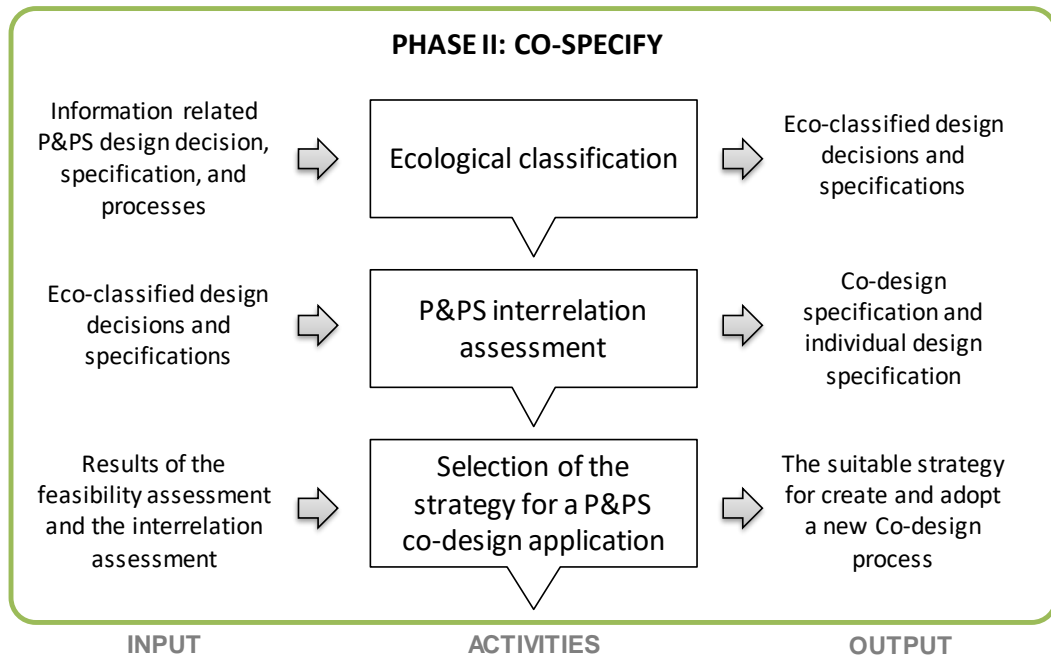 PHASE II: CO-SPECIFY
Information related
P&PS design decision,
specification, and
processes
Ecological classification
Eco-classified design
decisions and
specifications
Eco-classified design
decisions and
specifications
P&PS interrelation
assessment
Co-design
specification and
individual design
specification
Results of the
feasibility assessment
and the interrelation
assessment
Selection of the
strategy for a P&PS
co-design application
The suitable strategy
for create and adopt
a new Co-design
process
INPUT
ACTIVITIES
OUTPUT